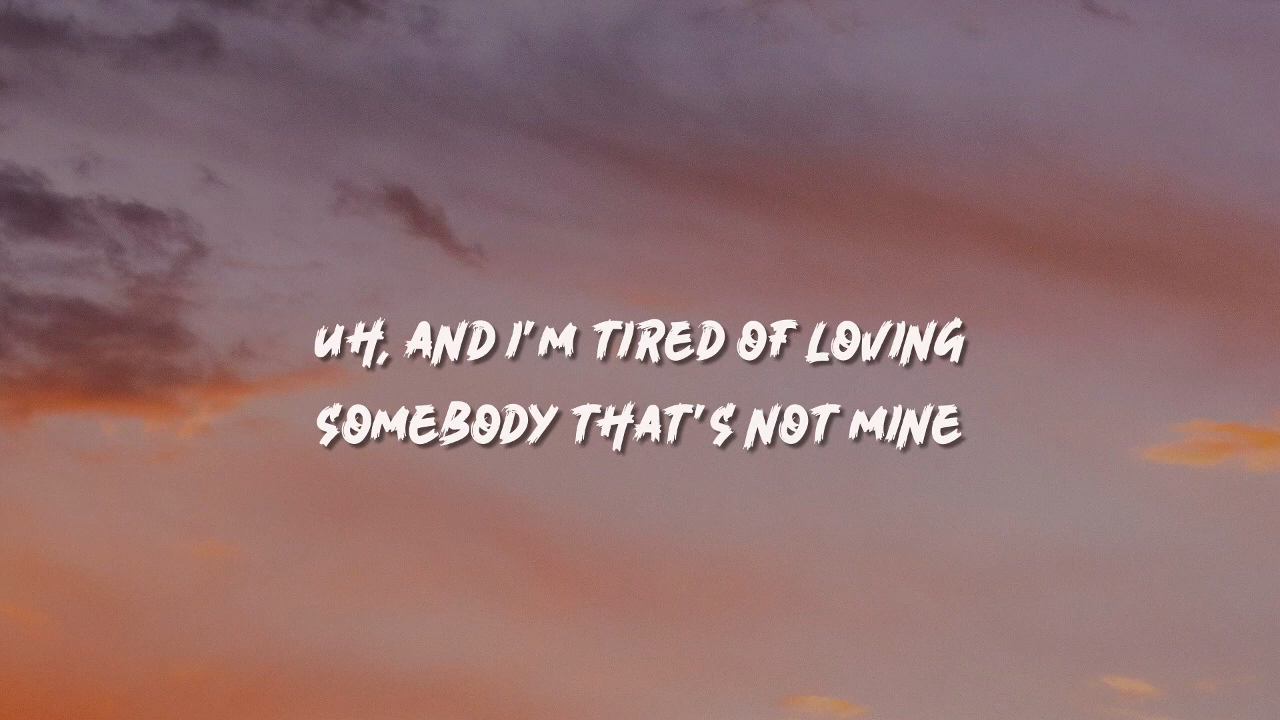 UH, AND I'M TIRED OF LOVING
SOMEBODY THAT'S NOT MINE